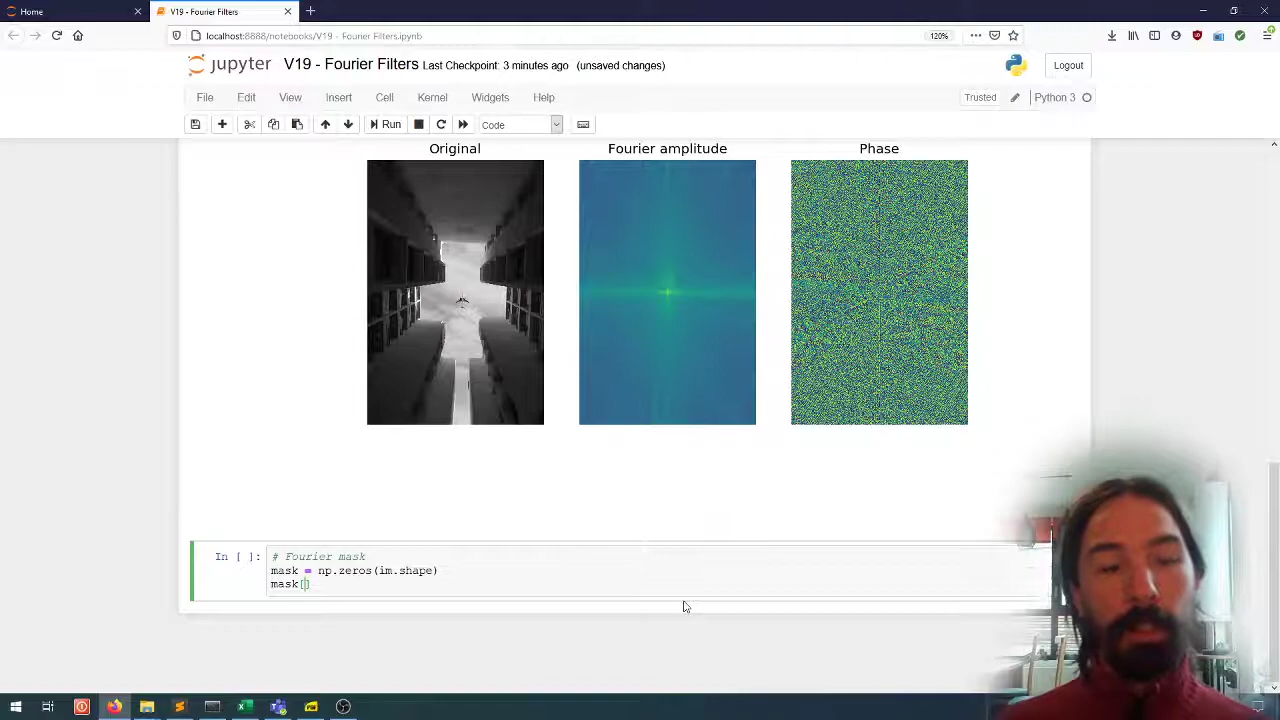 Home
V19 - Fourier Filters
localhost:8888/notebooks/V19 - Fourier Filters.ipynb
120%
jupyter V19 - Fourier Filters Last Checkpoint: 3 minutes ago (unsaved changes)
Logout
File Edit View Insert Cell Kernel Widgets Help
Trusted Python 3
Run Code
Original Fourier amplitude Phase
In [ ]: # Fourier mask
mask = np.zeros(im.shape)
mask[]